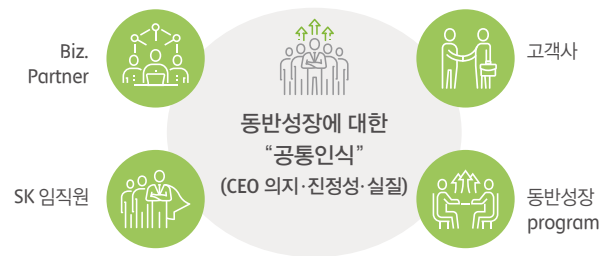 Biz.
Partner
고객사
동반성장에 대한
“공통인식”
(CEO 의지·진정성·실질)
SK 임직원
동반성장
program